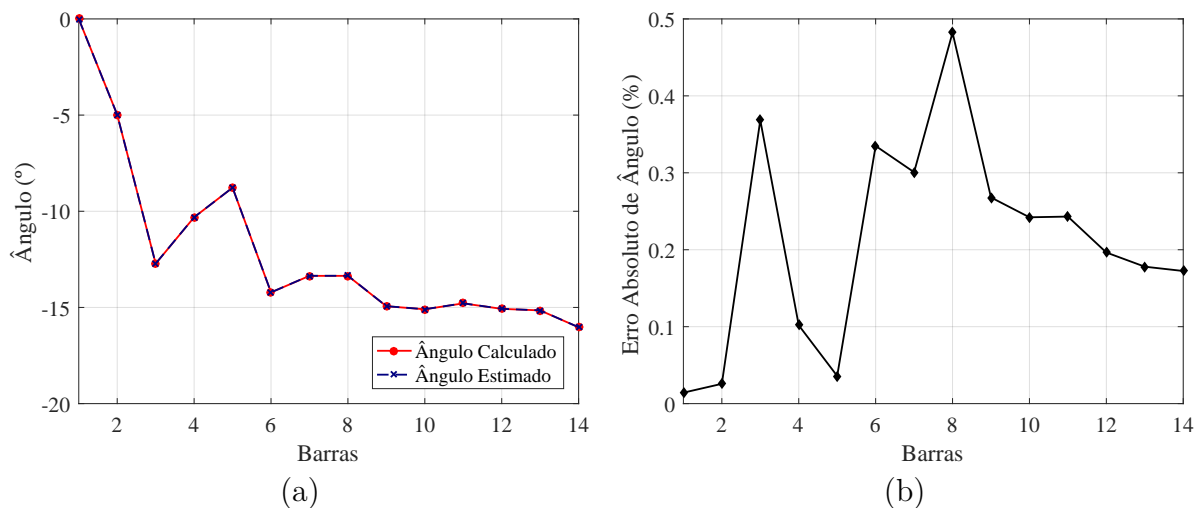 0
-5
-10
-15
-20
2 4 6 8 10 12 14
Ângulo (º)
Barras
Ângulo Calculado
Ângulo Estimado
(a)
0.5
0.4
0.3
0.2
0.1
0
2 4 6 8 10 12 14
Erro Absoluto de Ângulo (%)
Barras
(b)